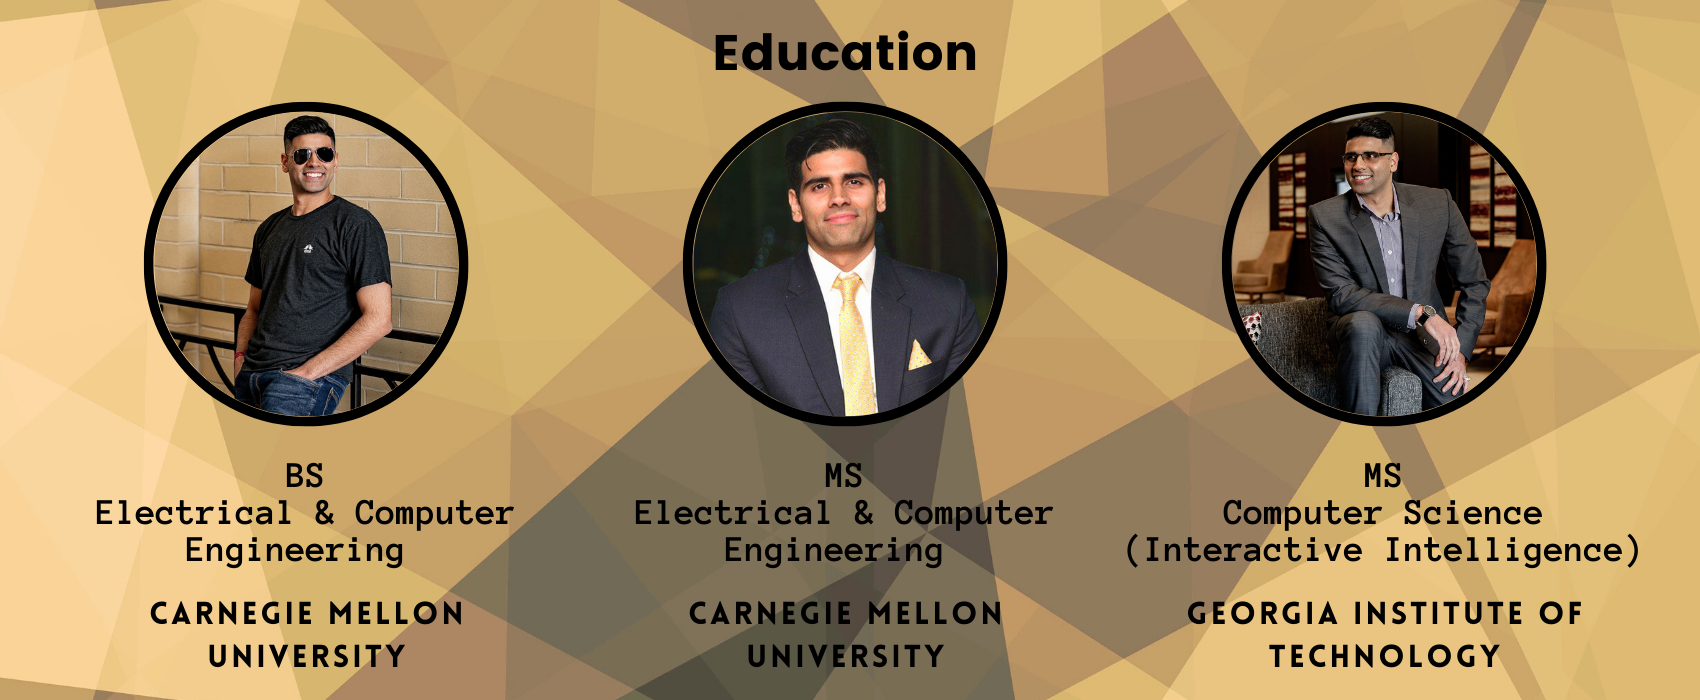 Education
BS
Electrical & Computer
Engineering
CARNEGIE MELLON
UNIVERSITY
MS
Electrical & Computer
Engineering
CARNEGIE MELLON
UNIVERSITY
MS
Computer Science
(Interactive Intelligence)
GEORGIA INSTITUTE OF
TECHNOLOGY